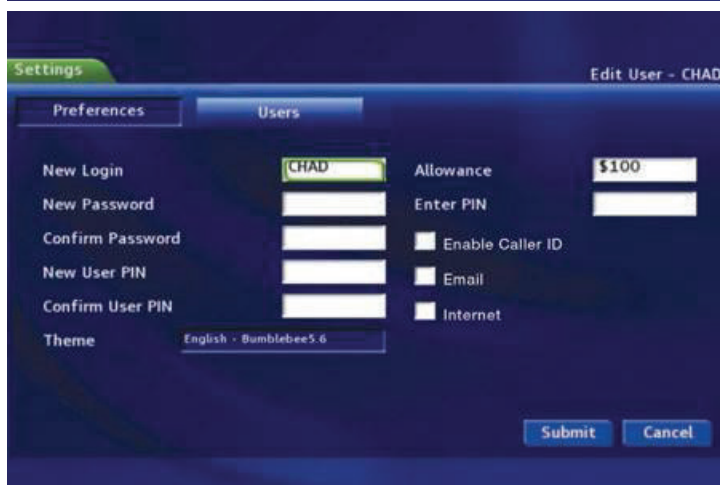 Settings
Edit User - CHAD
Preferences
Users
New Login
CHAD
Allowance
$100
New Password
Enter PIN
Confirm Password
Enable Caller ID
New User PIN
Email
Confirm User PIN
Internet
Theme
English - Bumblebee5.6
Submit
Cancel